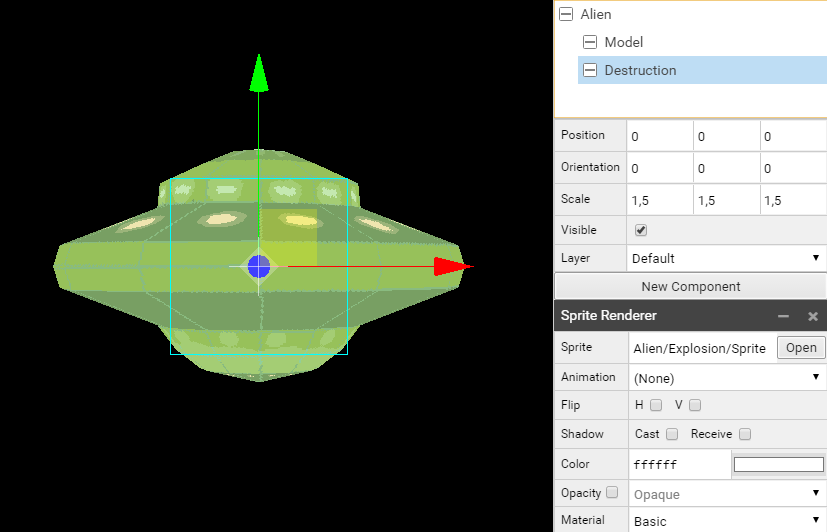 Alien
Model
Destruction
Position 0 0 0
Orientation 0 0 0
Scale 1,5 1,5 1,5
Visible
Layer Default
New Component
Sprite Renderer
Sprite Alien/Explosion/Sprite Open
Animation (None)
Flip H V
Shadow Cast Receive
Color ffffff
Opacity Opaque
Material Basic